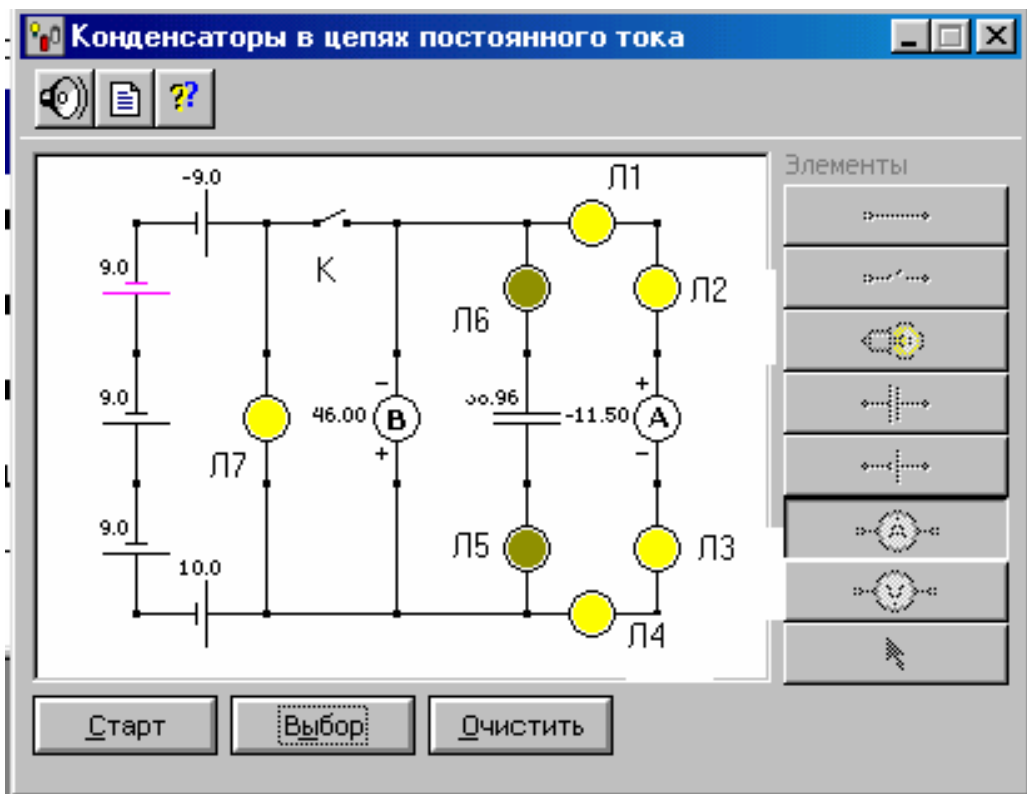 Конденсаторы в цепях постоянного тока
??
Элементы
-9.0
Л1
9.0
К
Л2
Л6
9.0
46.00
В
-
+
-11.50
А
+
-
Л7
9.0
Л5
Л3
10.0
Л4
Старт
Выбор
Очистить